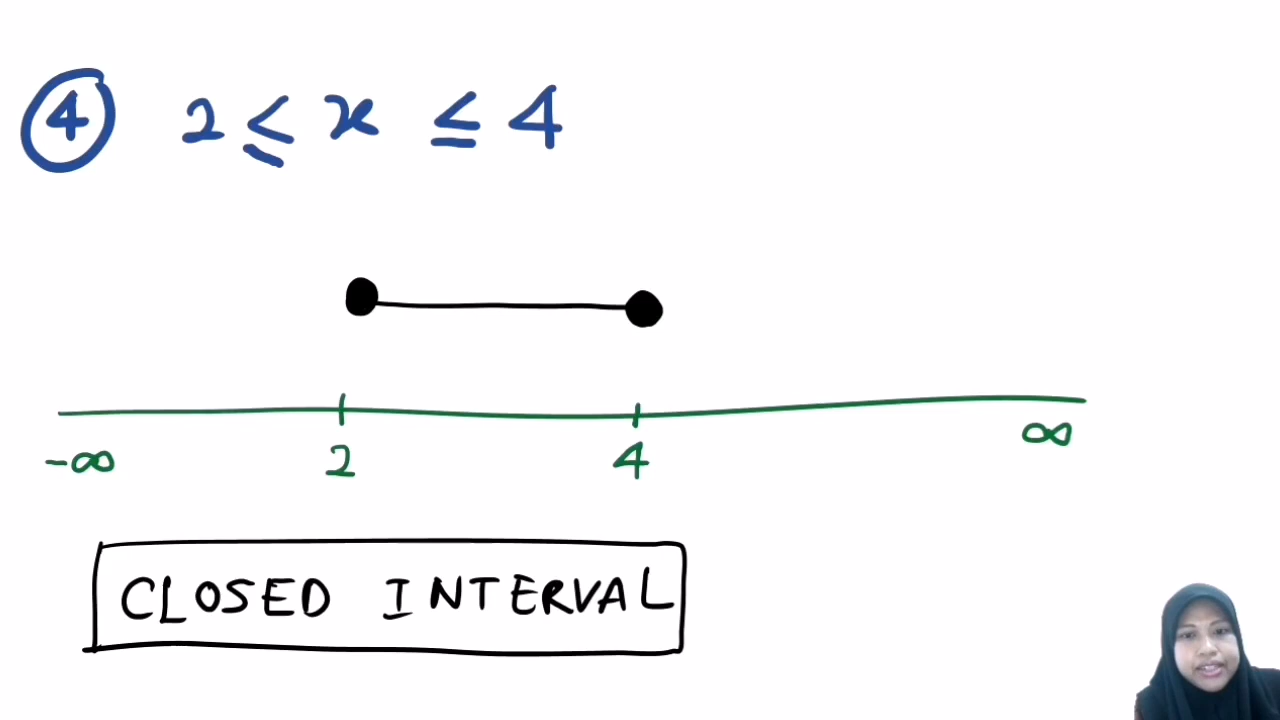 ④ 2 ≤ x ≤ 4
-∞ 2 4 ∞
CLOSED INTERVAL